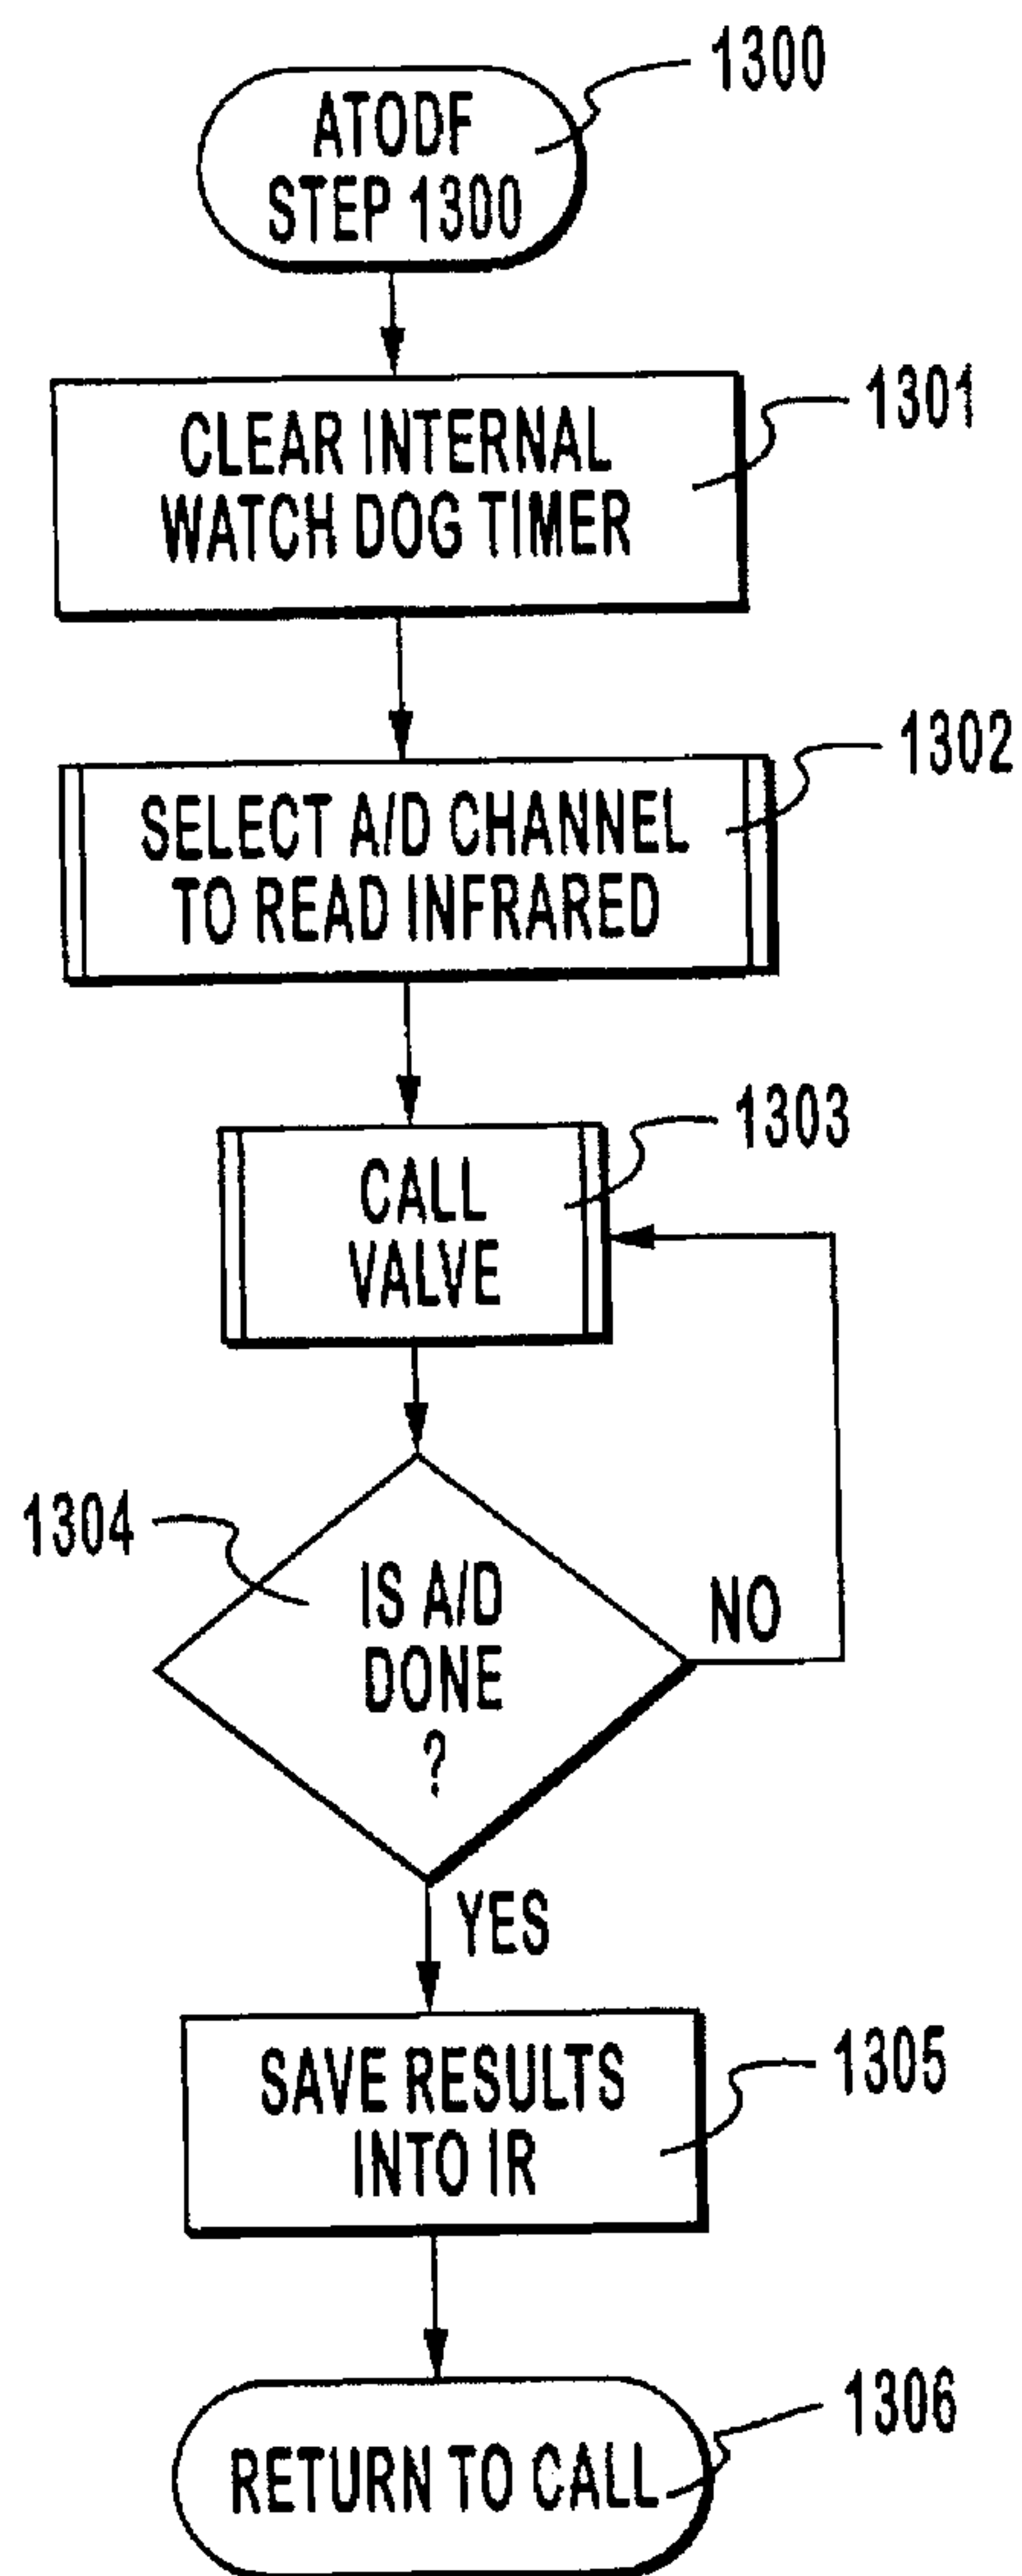 1300
ATODF
STEP 1300
1301
CLEAR INTERNAL
WATCH DOG TIMER
1302
SELECT A/D CHANNEL
TO READ INFRARED
1303
CALL
VALVE
1304
IS A/D
DONE
?
NO
YES
SAVE RESULTS
INTO IR
1305
RETURN TO CALL
1306